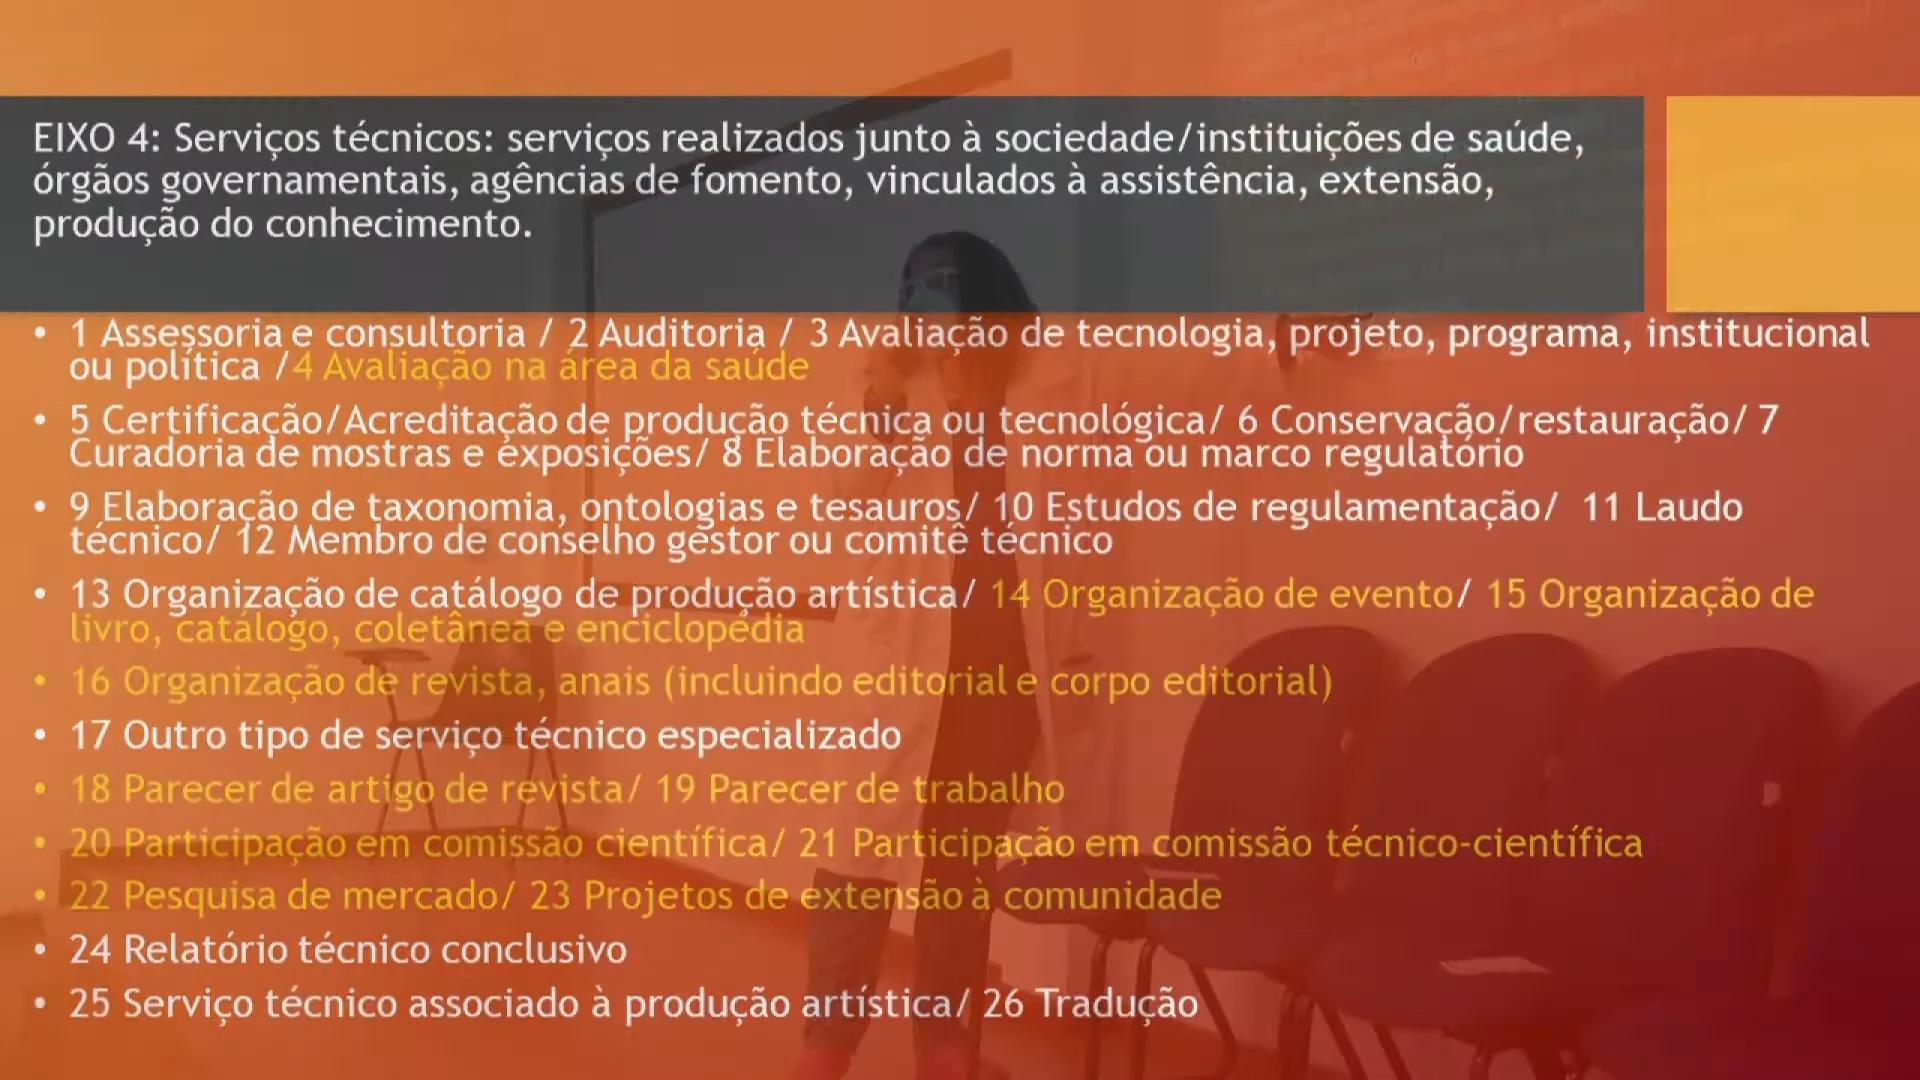 EIXO 4: Serviços técnicos: serviços realizados junto à sociedade/instituições de saúde,
órgãos governamentais, agências de fomento, vinculados à assistência, extensão,
produção do conhecimento.
• 1 Assessoria e consultoria / 2 Auditoria / 3 Avaliação de tecnologia, projeto, programa, institucional
ou política /4 Avaliação na área da saúde
• 5 Certificação/Acreditação de produção técnica ou tecnológica/ 6 Conservação/restauração/ 7
Curadoria de mostras e exposições/ 8 Elaboração de norma ou marco regulatório
• 9 Elaboração de taxonomia, ontologias e tesauros/ 10 Estudos de regulamentação/ 11 Laudo
técnico/ 12 Membro de conselho gestor ou comitê técnico
• 13 Organização de catálogo de produção artística/ 14 Organização de evento/ 15 Organização de
livro, catálogo, coletânea e enciclopédia
• 16 Organização de revista, anais (incluindo editorial e corpo editorial)
• 17 Outro tipo de serviço técnico especializado
• 18 Parecer de artigo de revista/ 19 Parecer de trabalho
• 20 Participação em comissão científica/ 21 Participação em comissão técnico-científica
• 22 Pesquisa de mercado/ 23 Projetos de extensão à comunidade
• 24 Relatório técnico conclusivo
• 25 Serviço técnico associado à produção artística/ 26 Tradução